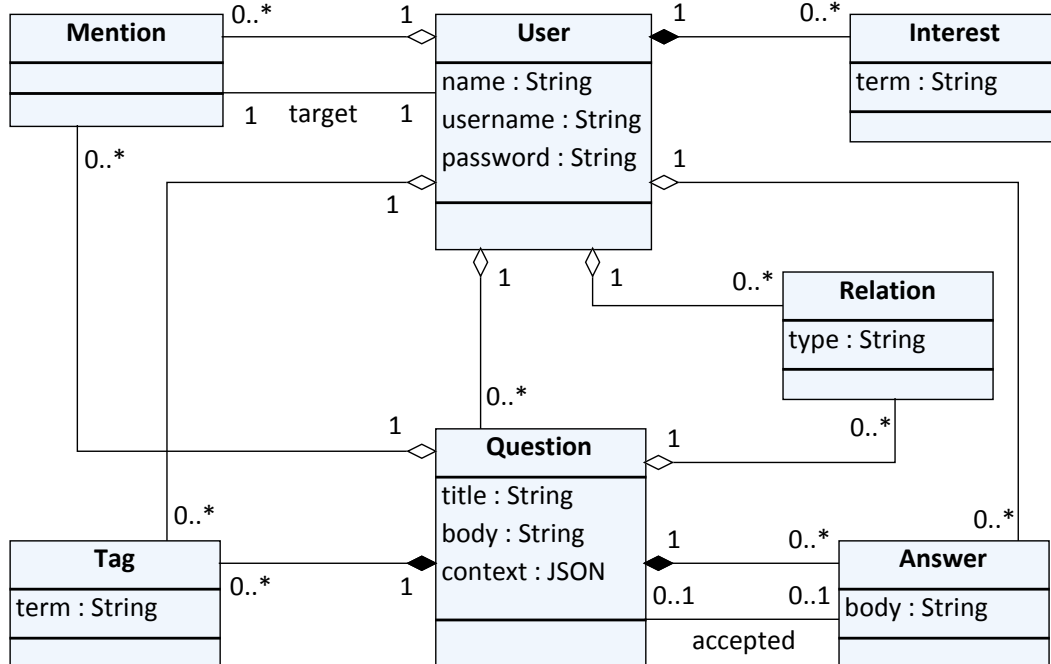 0..*
1
1
0..*
Mention
User
Interest
name : String
username : String
password : String
term : String
1
target
1
0..*
1
1
1
1
0..*
Relation
type : String
0..*
1
1
0..*
Question
title : String
body : String
context : JSON
0..*
0..*
Tag
term : String
0..*
1
1
0..*
Answer
body : String
0..1
0..1
accepted